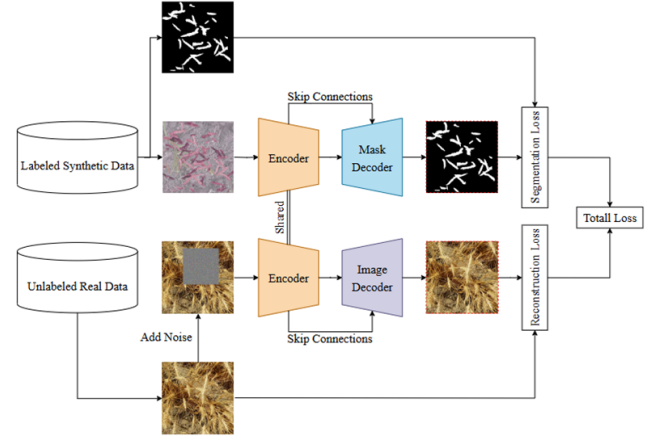 Skip Connections
Labeled Synthetic Data
Encoder
Mask
Decoder
Segmentation Loss
Shared
Totall Loss
Unlabeled Real Data
Encoder
Image
Decoder
Reconstruction Loss
Add Noise
Skip Connections